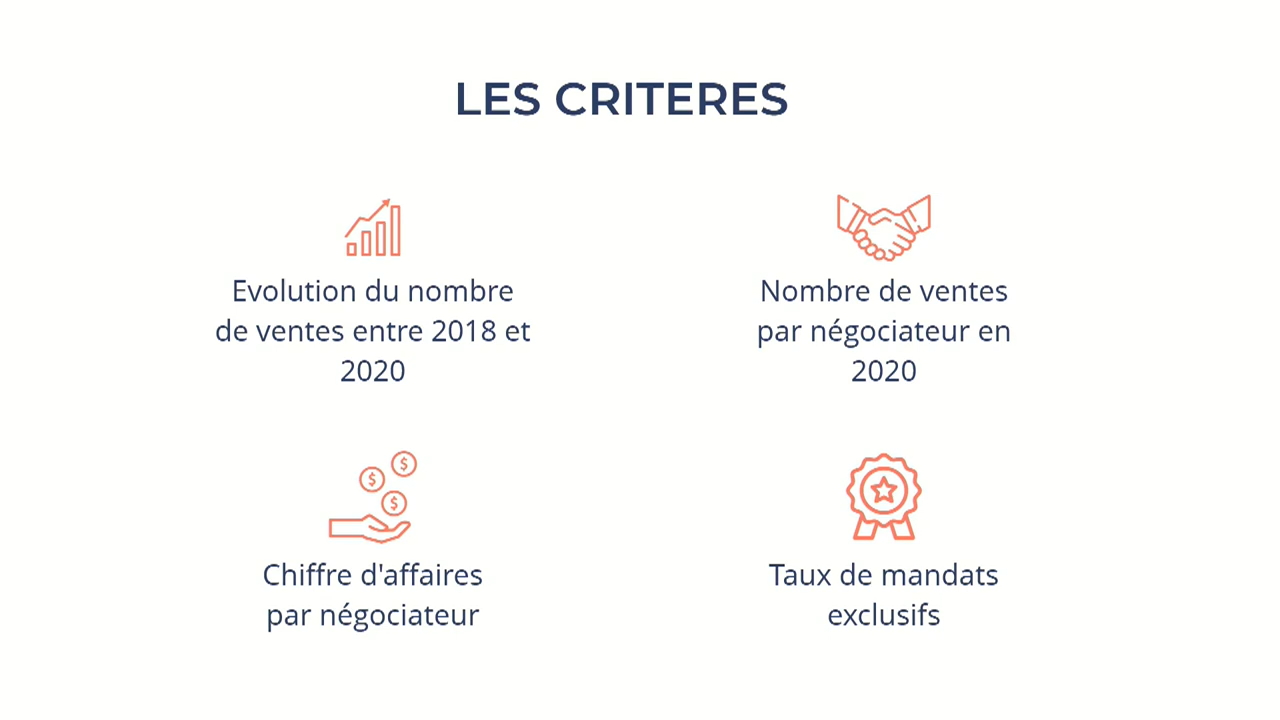 LES CRITERES
Evolution du nombre
de ventes entre 2018 et
2020
Nombre de ventes
par négociateur en
2020
$
$
$
Chiffre d'affaires
par négociateur
Taux de mandats
exclusifs